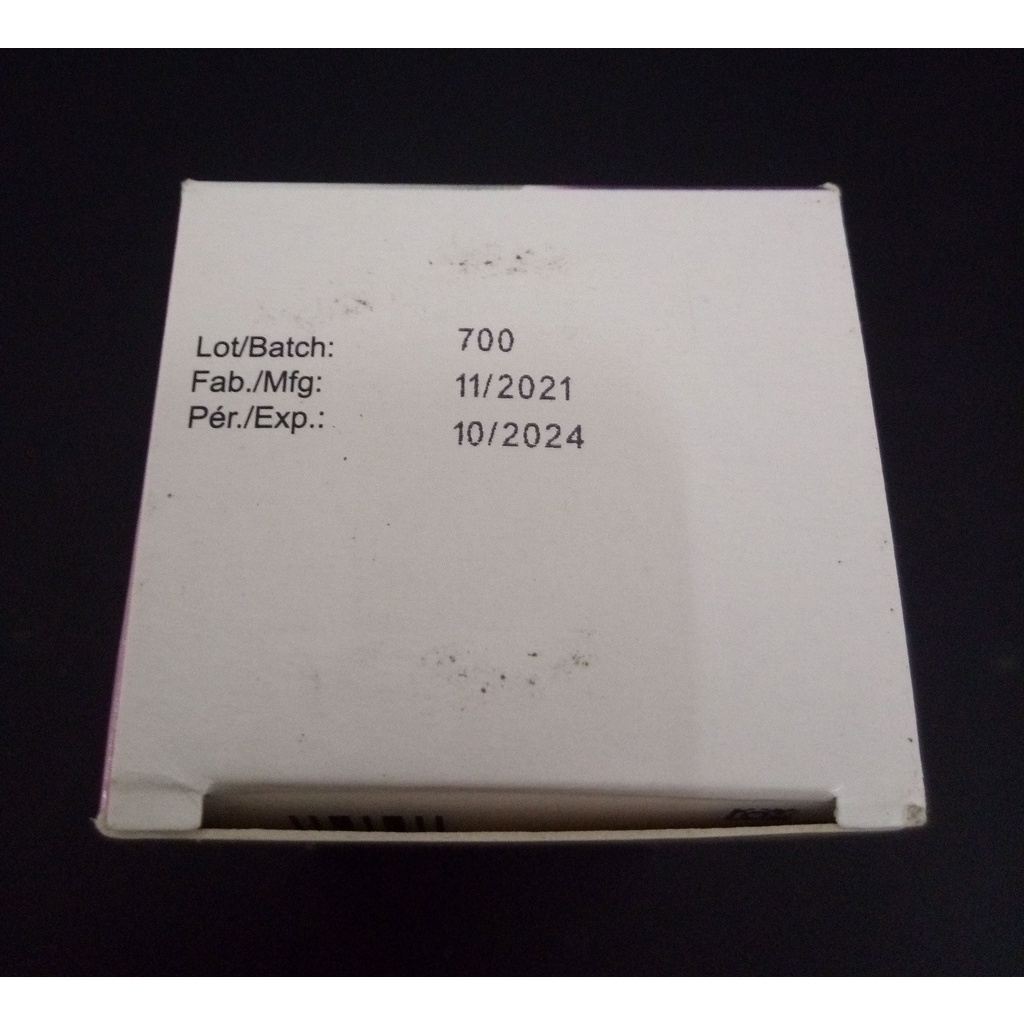 Lot/Batch: 700
Fab./Mfg: 11/2021
Pér./Exp.: 10/2024